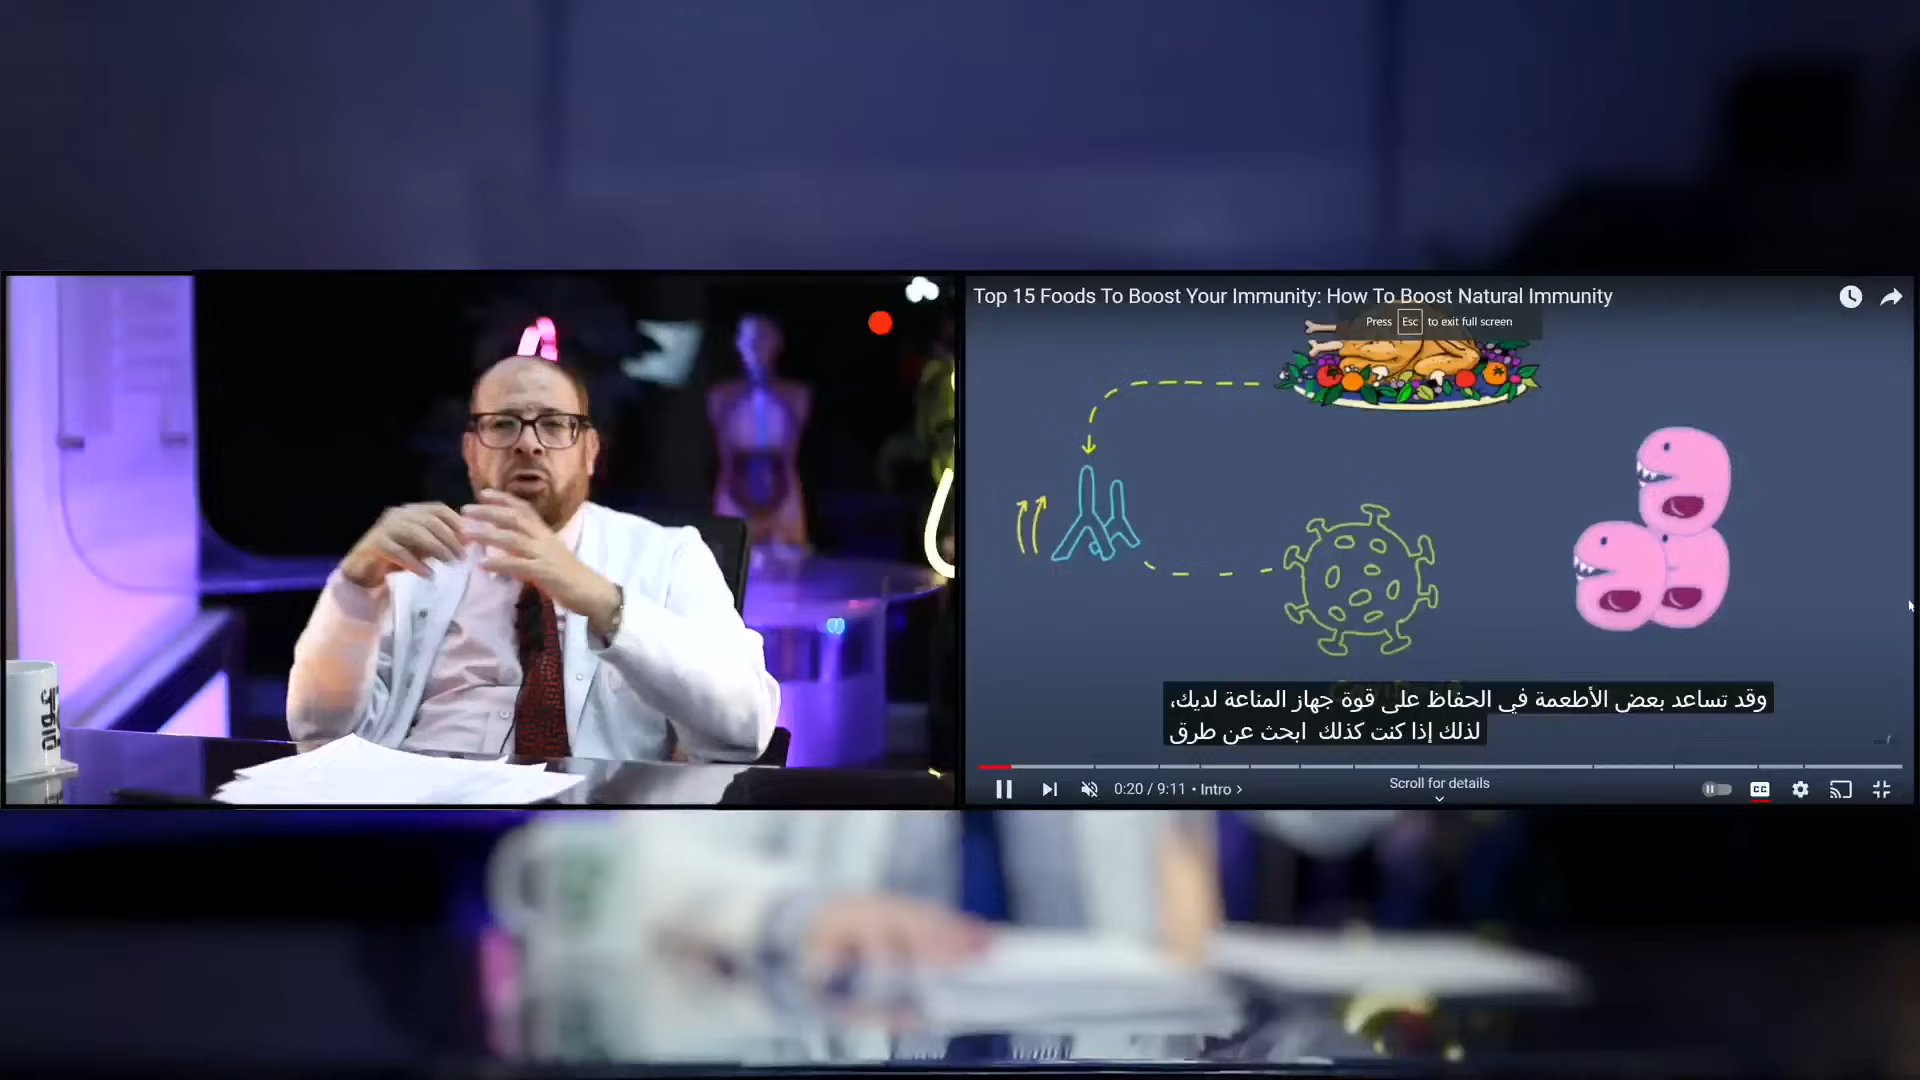 Top 15 Foods To Boost Your Immunity: How To Boost Natural Immunity
Press Esc to exit full screen
وقد تساعد بعض الأطعمة في الحفاظ على قوة جهاز المناعة لديك،
لذلك إذا كنت كذلك ابحث عن طرق
0:20 / 9:11 • Intro >
Scroll for details
CC